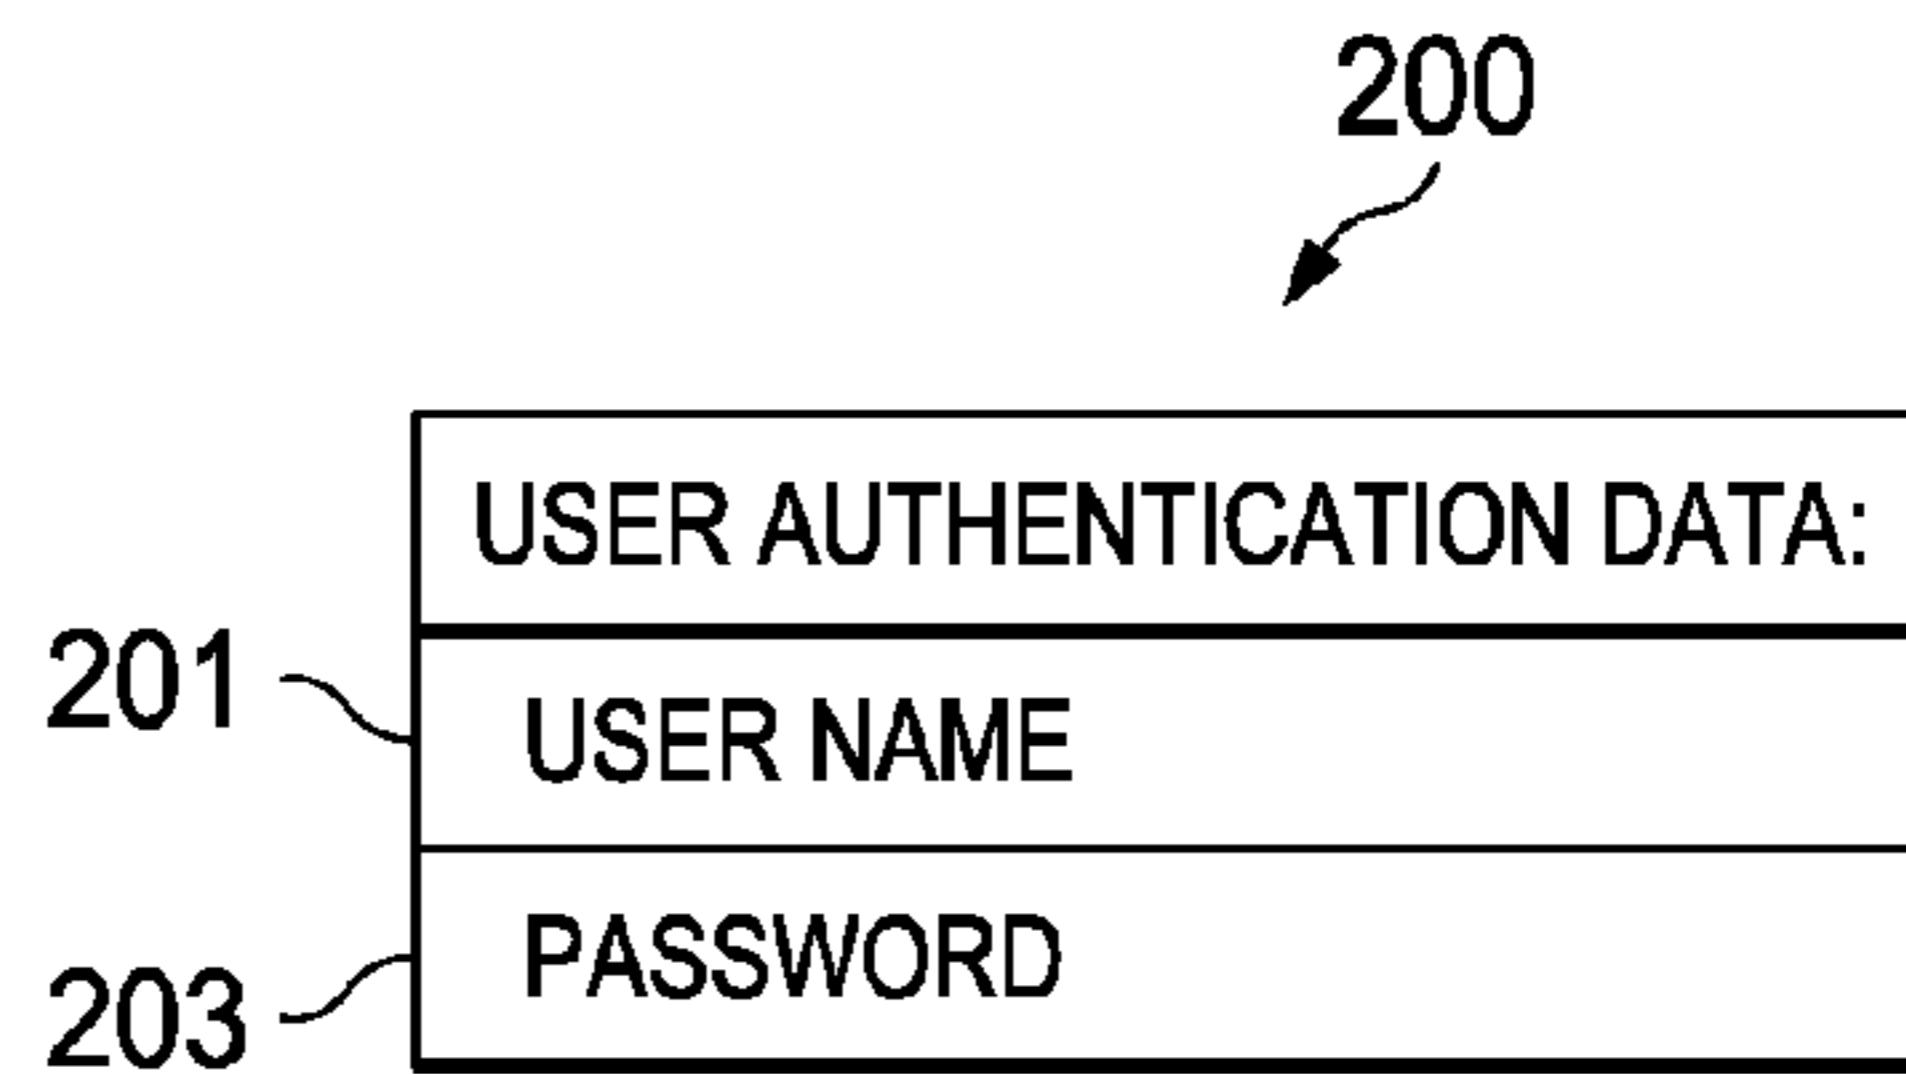 200
USER AUTHENTICATION DATA:
201
USER NAME
PASSWORD
203